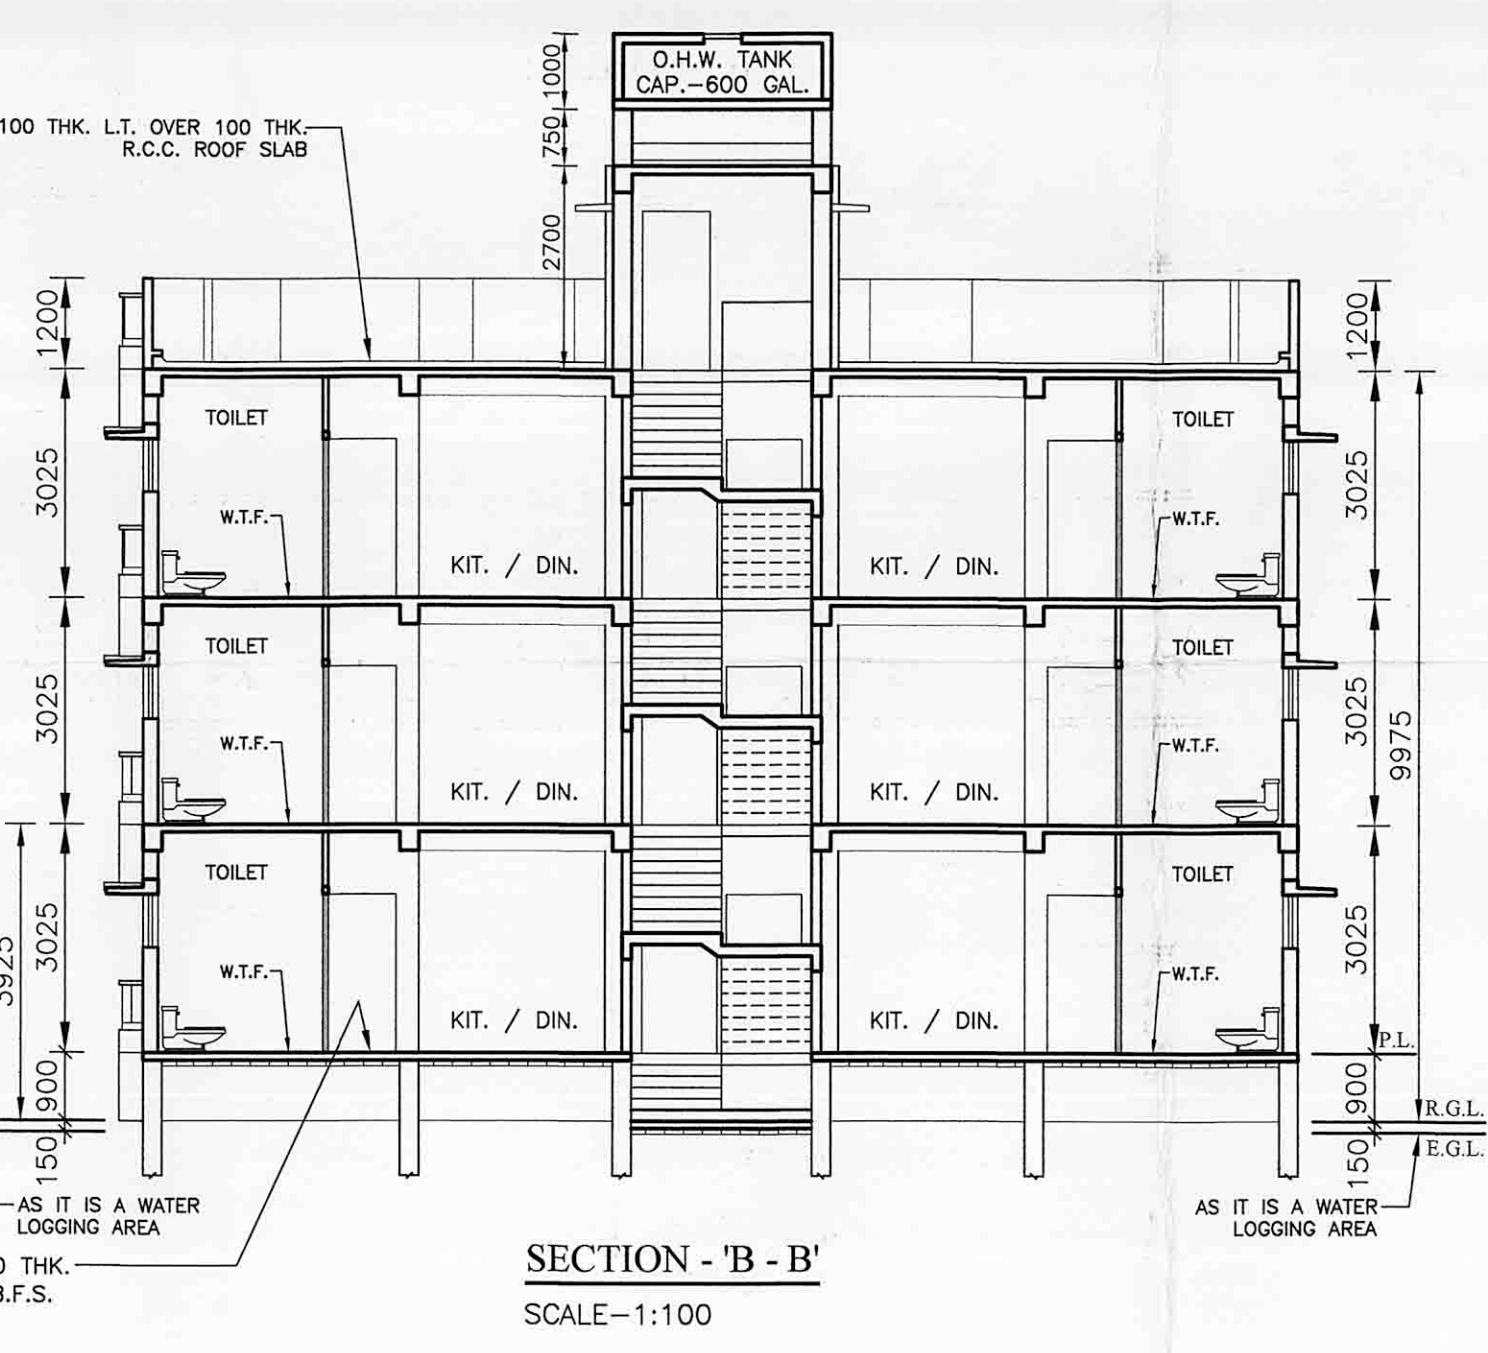 O.H.W. TANK
CAP.-600 GAL.
1000
750
2700
100 THK. L.T. OVER 100 THK.
R.C.C. ROOF SLAB
1200
1200
3025
TOILET
W.T.F.
KIT. / DIN.
KIT. / DIN.
TOILET
W.T.F.
3025
3025
TOILET
W.T.F.
KIT. / DIN.
KIT. / DIN.
TOILET
W.T.F.
3025
9975
3925
3025
TOILET
W.T.F.
KIT. / DIN.
KIT. / DIN.
TOILET
W.T.F.
3025
P.L.
900
900
R.G.L.
150
150
E.G.L.
AS IT IS A WATER
LOGGING AREA
AS IT IS A WATER
LOGGING AREA
THK.
B.F.S.
SECTION - 'B - B'
SCALE-1:100